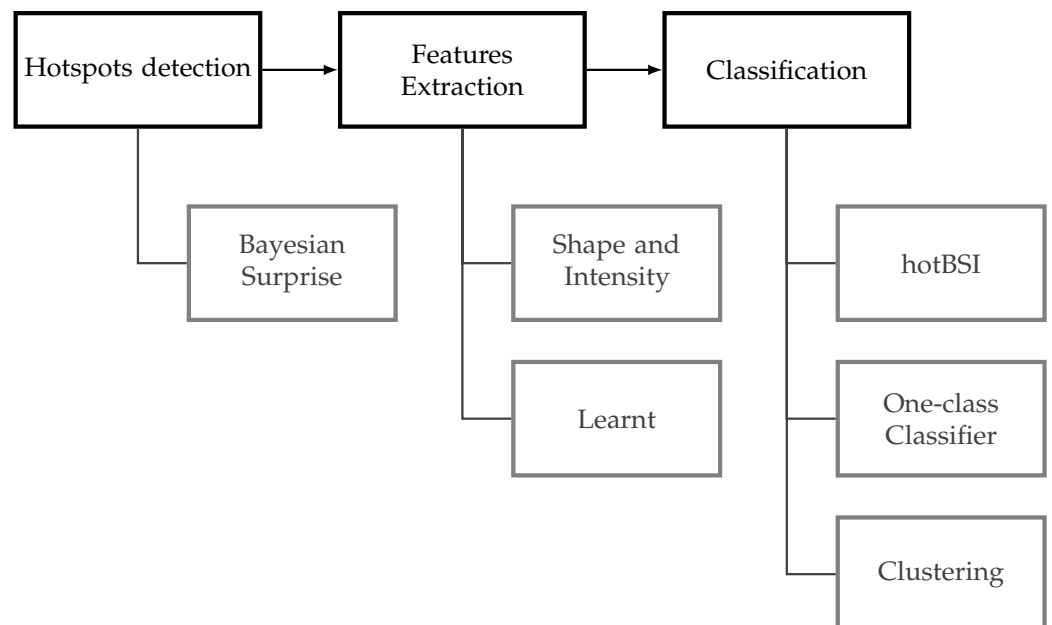 Hotspots detection
Features
Extraction
Classification
Bayesian
Surprise
Shape and
Intensity
hotBSI
Learnt
One-class
Classifier
Clustering